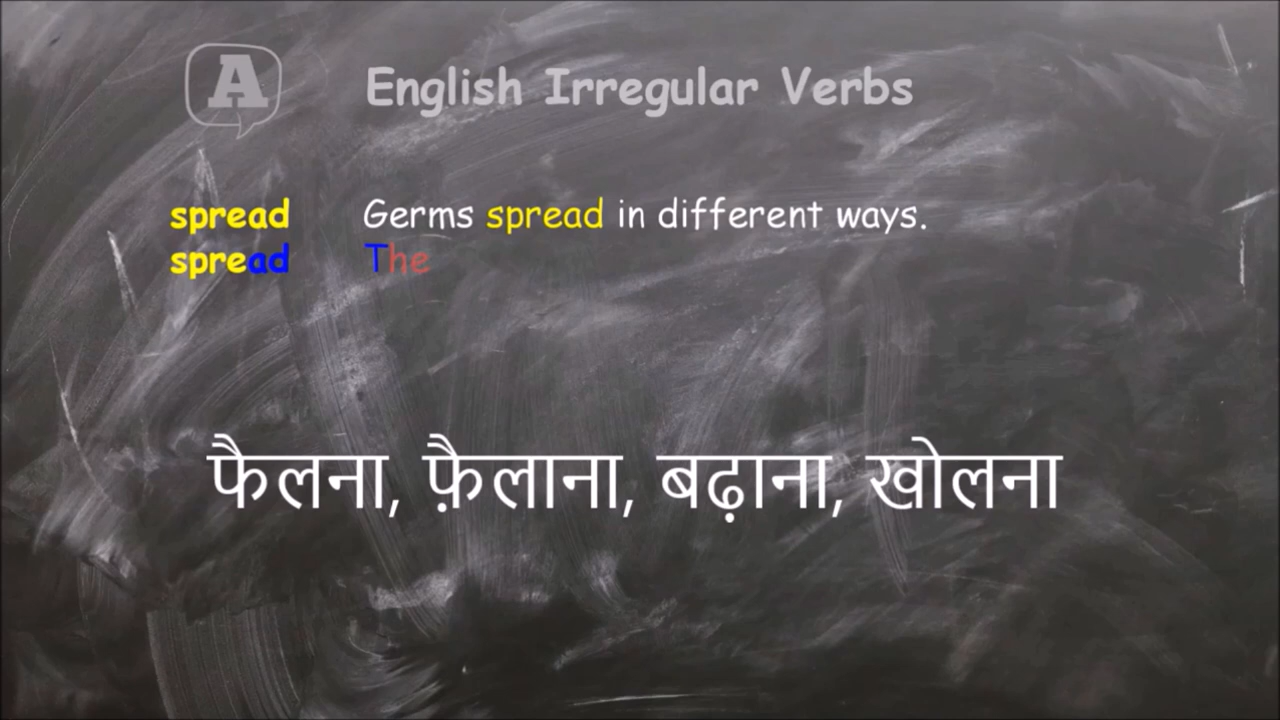 A English Irregular Verbs
spread Germs spread in different ways.
spread The
फैलना, फ़ैलाना, बढ़ाना, खोलना